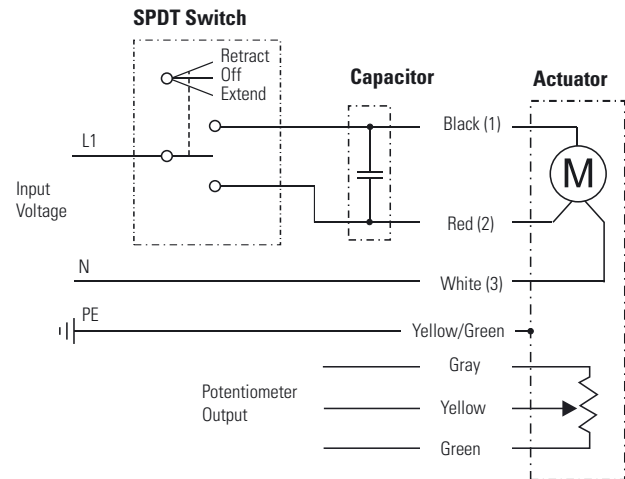 SPDT Switch
Retract
Off
Extend
Capacitor
Actuator
L1
Black (1)
M
Input
Voltage
Red (2)
N
White (3)
PE
Yellow/Green
Gray
Potentiometer
Output
Yellow
Green